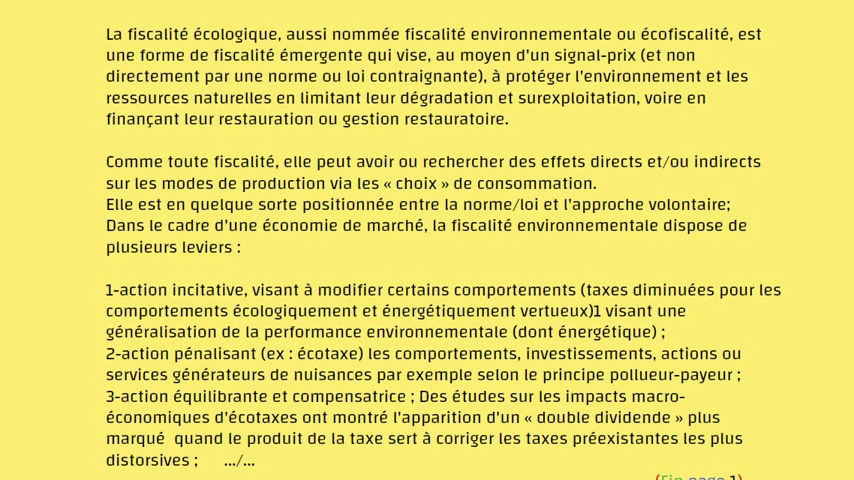 La fiscalité écologique, aussi nommée fiscalité environnementale ou écofiscalité, est
une forme de fiscalité émergente qui vise, au moyen d'un signal-prix (et non
directement par une norme ou loi contraignante), à protéger l'environnement et les
ressources naturelles en limitant leur dégradation et surexploitation, voire en
finançant leur restauration ou gestion restauratoire.
Comme toute fiscalité, elle peut avoir ou rechercher des effets directs et/ou indirects
sur les modes de production via les « choix » de consommation.
Elle est en quelque sorte positionnée entre la norme/loi et l'approche volontaire;
Dans le cadre d'une économie de marché, la fiscalité environnementale dispose de
plusieurs leviers :
1-action incitative, visant à modifier certains comportements (taxes diminuées pour les
comportements écologiquement et énergétiquement vertueux)1 visant une
généralisation de la performance environnementale (dont énergétique) ;
2-action pénalisant (ex : écotaxe) les comportements, investissements, actions ou
services générateurs de nuisances par exemple selon le principe pollueur-payeur ;
3-action équilibrante et compensatrice ; Des études sur les impacts macro-
économiques d'écotaxes ont montré l'apparition d'un « double dividende » plus
marqué  quand le produit de la taxe sert à corriger les taxes préexistantes les plus
distorsives ;      .../...
(Fin page 1)